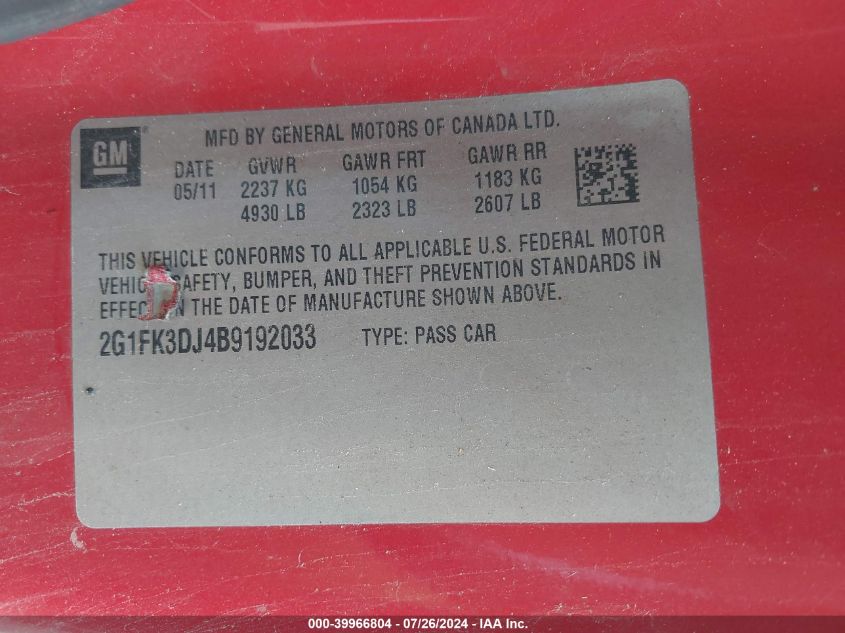 GM
MFD BY GENERAL MOTORS OF CANADA LTD.
DATE GVWR GAWR FRT GAWR RR
05/11 2237 KG 1054 KG 1183 KG
4930 LB 2323 LB 2607 LB
THIS VEHICLE CONFORMS TO ALL APPLICABLE U.S. FEDERAL MOTOR
SAFETY, BUMPER, AND THEFT PREVENTION STANDARDS IN
THE DATE OF MANUFACTURE SHOWN ABOVE.
2G1FK3DJ4B9192033 TYPE: PASS CAR
000-39966804 / 07/26/2024 - IAA Inc.